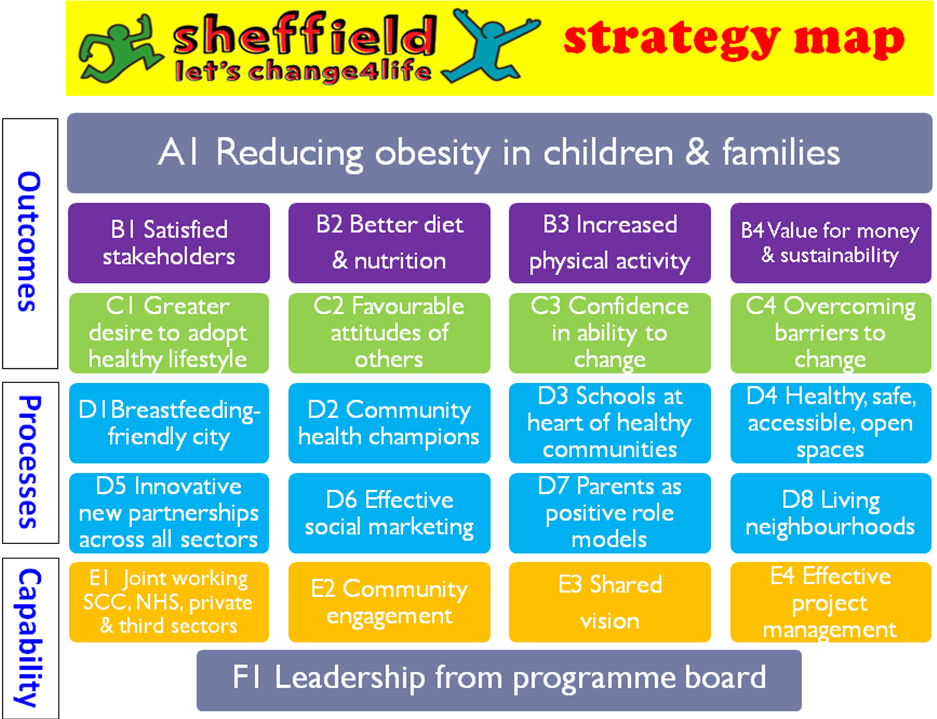 sheffield
let's change4life
strategy map
Outcomes
A1 Reducing obesity in children & families
B1 Satisfied
stakeholders
B2 Better diet
& nutrition
B3 Increased
physical activity
B4 Value for money
& sustainability
C1 Greater
desire to adopt
healthy lifestyle
C2 Favourable
attitudes of
others
C3 Confidence
in ability to
change
C4 Overcoming
barriers to
change
Processes
D1Breastfeeding-
friendly city
D2 Community
health champions
D3 Schools at
heart of healthy
communities
D4 Healthy, safe,
accessible, open
spaces
D5 Innovative
new partnerships
across all sectors
D6 Effective
social marketing
D7 Parents as
positive role
models
D8 Living
neighbourhoods
Capability
E1 Joint working
SCC, NHS, private
& third sectors
E2 Community
engagement
E3 Shared
vision
E4 Effective
project
management
F1 Leadership from programme board